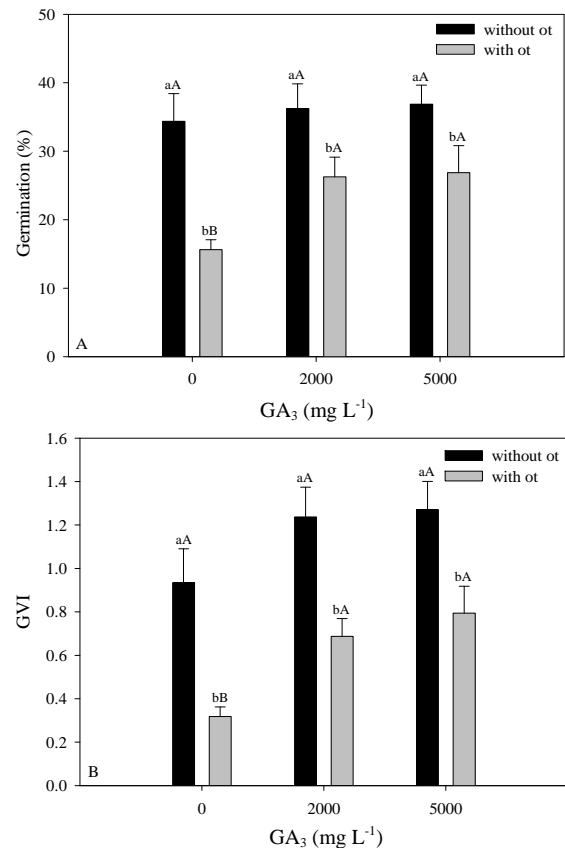 50
40
30
20
10
0
Germination (%)
without ot
with ot
aA
aA
aA
bB
bA
bA
A
0 2000 5000
GA₃ (mg L⁻¹)
1.6
1.4
1.2
1.0
0.8
0.6
0.4
0.2
0.0
GVI
without ot
with ot
aA
aA
aA
bB
bA
bA
B
0 2000 5000
GA₃ (mg L⁻¹)